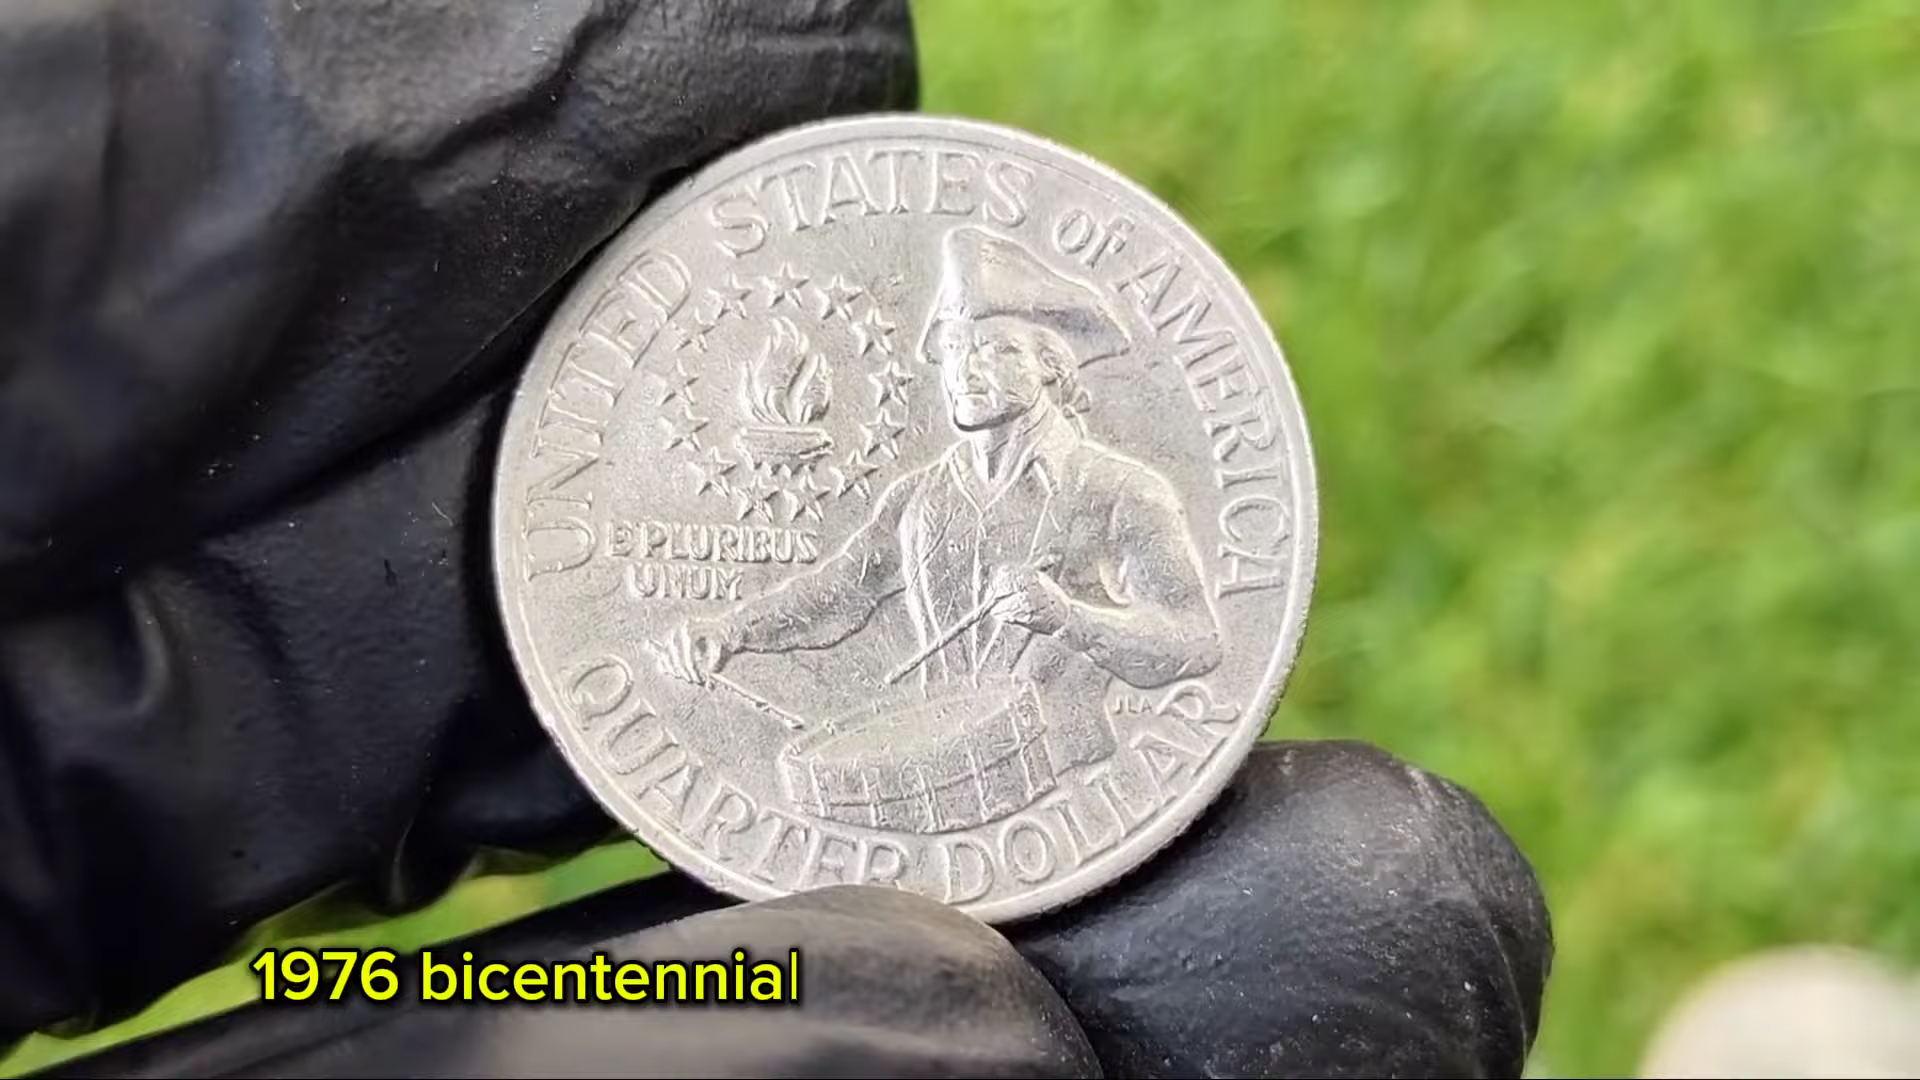 UNITED STATES of AMERICA
E PLURIBUS
UNUM
JLA
QUARTER DOLLAR
1976 bicentennial